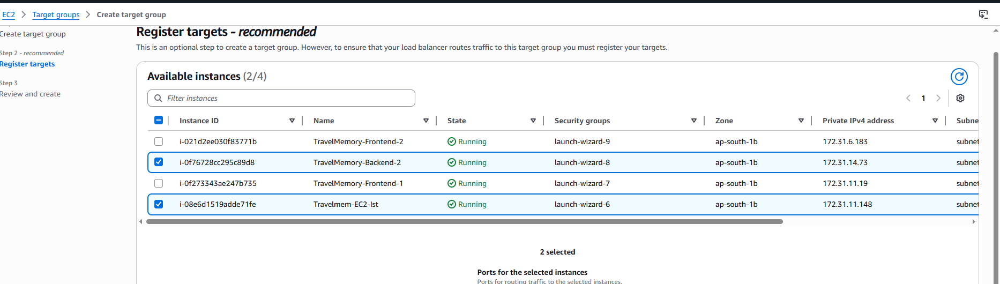 EC2 > Target groups > Create target group
Create target group
Step 2 - recommended
Register targets
Step 3
Review and create
Register targets - recommended
This is an optional step to create a target group. However, to ensure that your load balancer routes traffic to this target group you must register your targets.
Available instances (2/4)
Filter instances
1
Instance ID Name State Security groups Zone Private IPv4 address Subne
i-021d2ee030f83771b TravelMemory-Frontend-2 Running launch-wizard-9 ap-south-1b 172.31.6.183 subnet
i-0f76728cc295c89d8 TravelMemory-Backend-2 Running launch-wizard-8 ap-south-1b 172.31.14.73 subnet
i-0f273343ae247b735 TravelMemory-Frontend-1 Running launch-wizard-7 ap-south-1b 172.31.11.19 subnet
i-08e6d1519adde71fe Travelmem-EC2-Ist Running launch-wizard-6 ap-south-1b 172.31.11.148 subnet
2 selected
Ports for the selected instances
Ports for routing traffic to the selected instances.